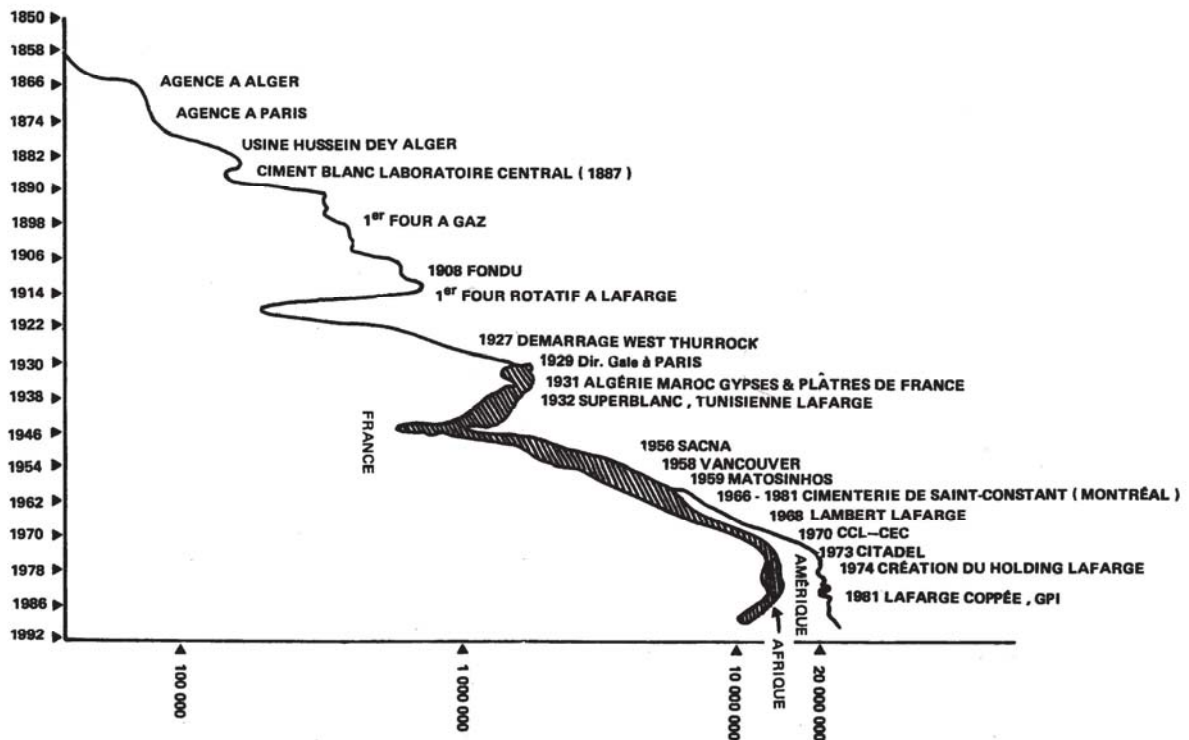 1850
1858
1866
AGENCE A ALGER
1874
AGENCE A PARIS
USINE HUSSEIN DEY ALGER
1882
CIMENT BLANC LABORATOIRE CENTRAL ( 1887 )
1890
1898
1er FOUR A GAZ
1906
1908 FONDU
1914
1er FOUR ROTATIF A LAFARGE
1922
1927 DEMARRAGE WEST THURROCK
1930
1929 Dir. Gale à PARIS
1931 ALGÉRIE MAROC GYPSES & PLÂTRES DE FRANCE
1938
1932 SUPERBLANC , TUNISIENNE LAFARGE
FRANCE
1946
1956 SACNA
1954
1958 VANCOUVER
1959 MATOSINHOS
1962
1966 - 1981 CIMENTERIE DE SAINT-CONSTANT ( MONTRÉAL )
1968 LAMBERT LAFARGE
1970
1970 CCL—CEC
1973 CITADEL
1978
1974 CRÉATION DU HOLDING LAFARGE
AMÉRIQUE
1986
1981 LAFARGE COPPÉE , GPI
1992
AFRIQUE
100 000
1 000 000
10 000 000
20 000 000